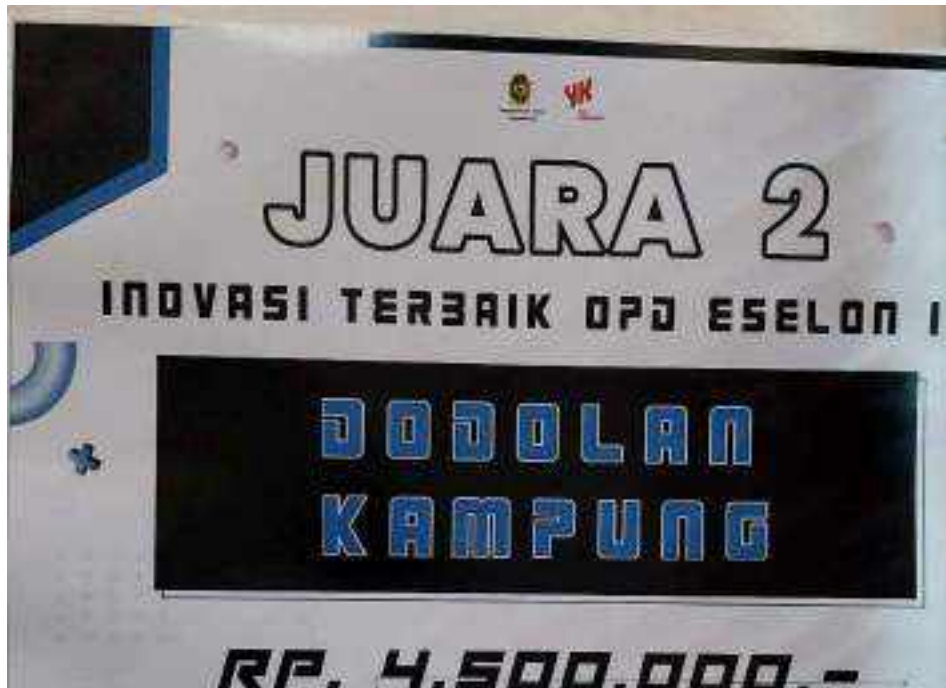 JUARA 2
INOVASI TERBAIK OPD ESELON I
DODOLAN
KAMPUNG
RP. 4.500.000,-